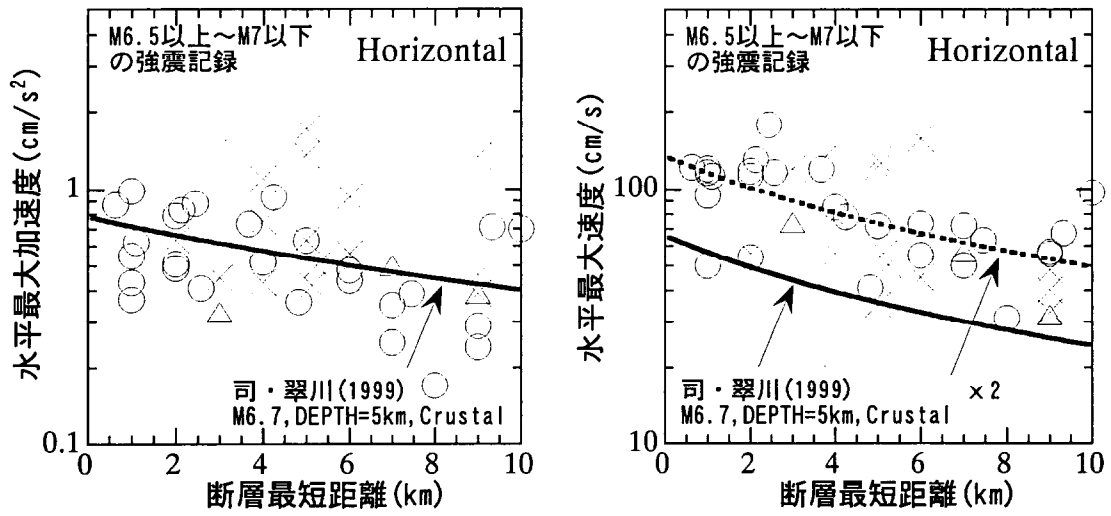 水平最大加速度(cm/s²)
M6.5以上～M7以下
の強震記録
Horizontal
1
0.1
司・翠川(1999)
M6.7,DEPTH=5km,Crustal
0 2 4 6 8 10
断層最短距離(km)
水平最大速度(cm/s)
M6.5以上～M7以下
の強震記録
Horizontal
100
10
司・翠川(1999)
×2
M6.7,DEPTH=5km,Crustal
0 2 4 6 8 10
断層最短距離(km)